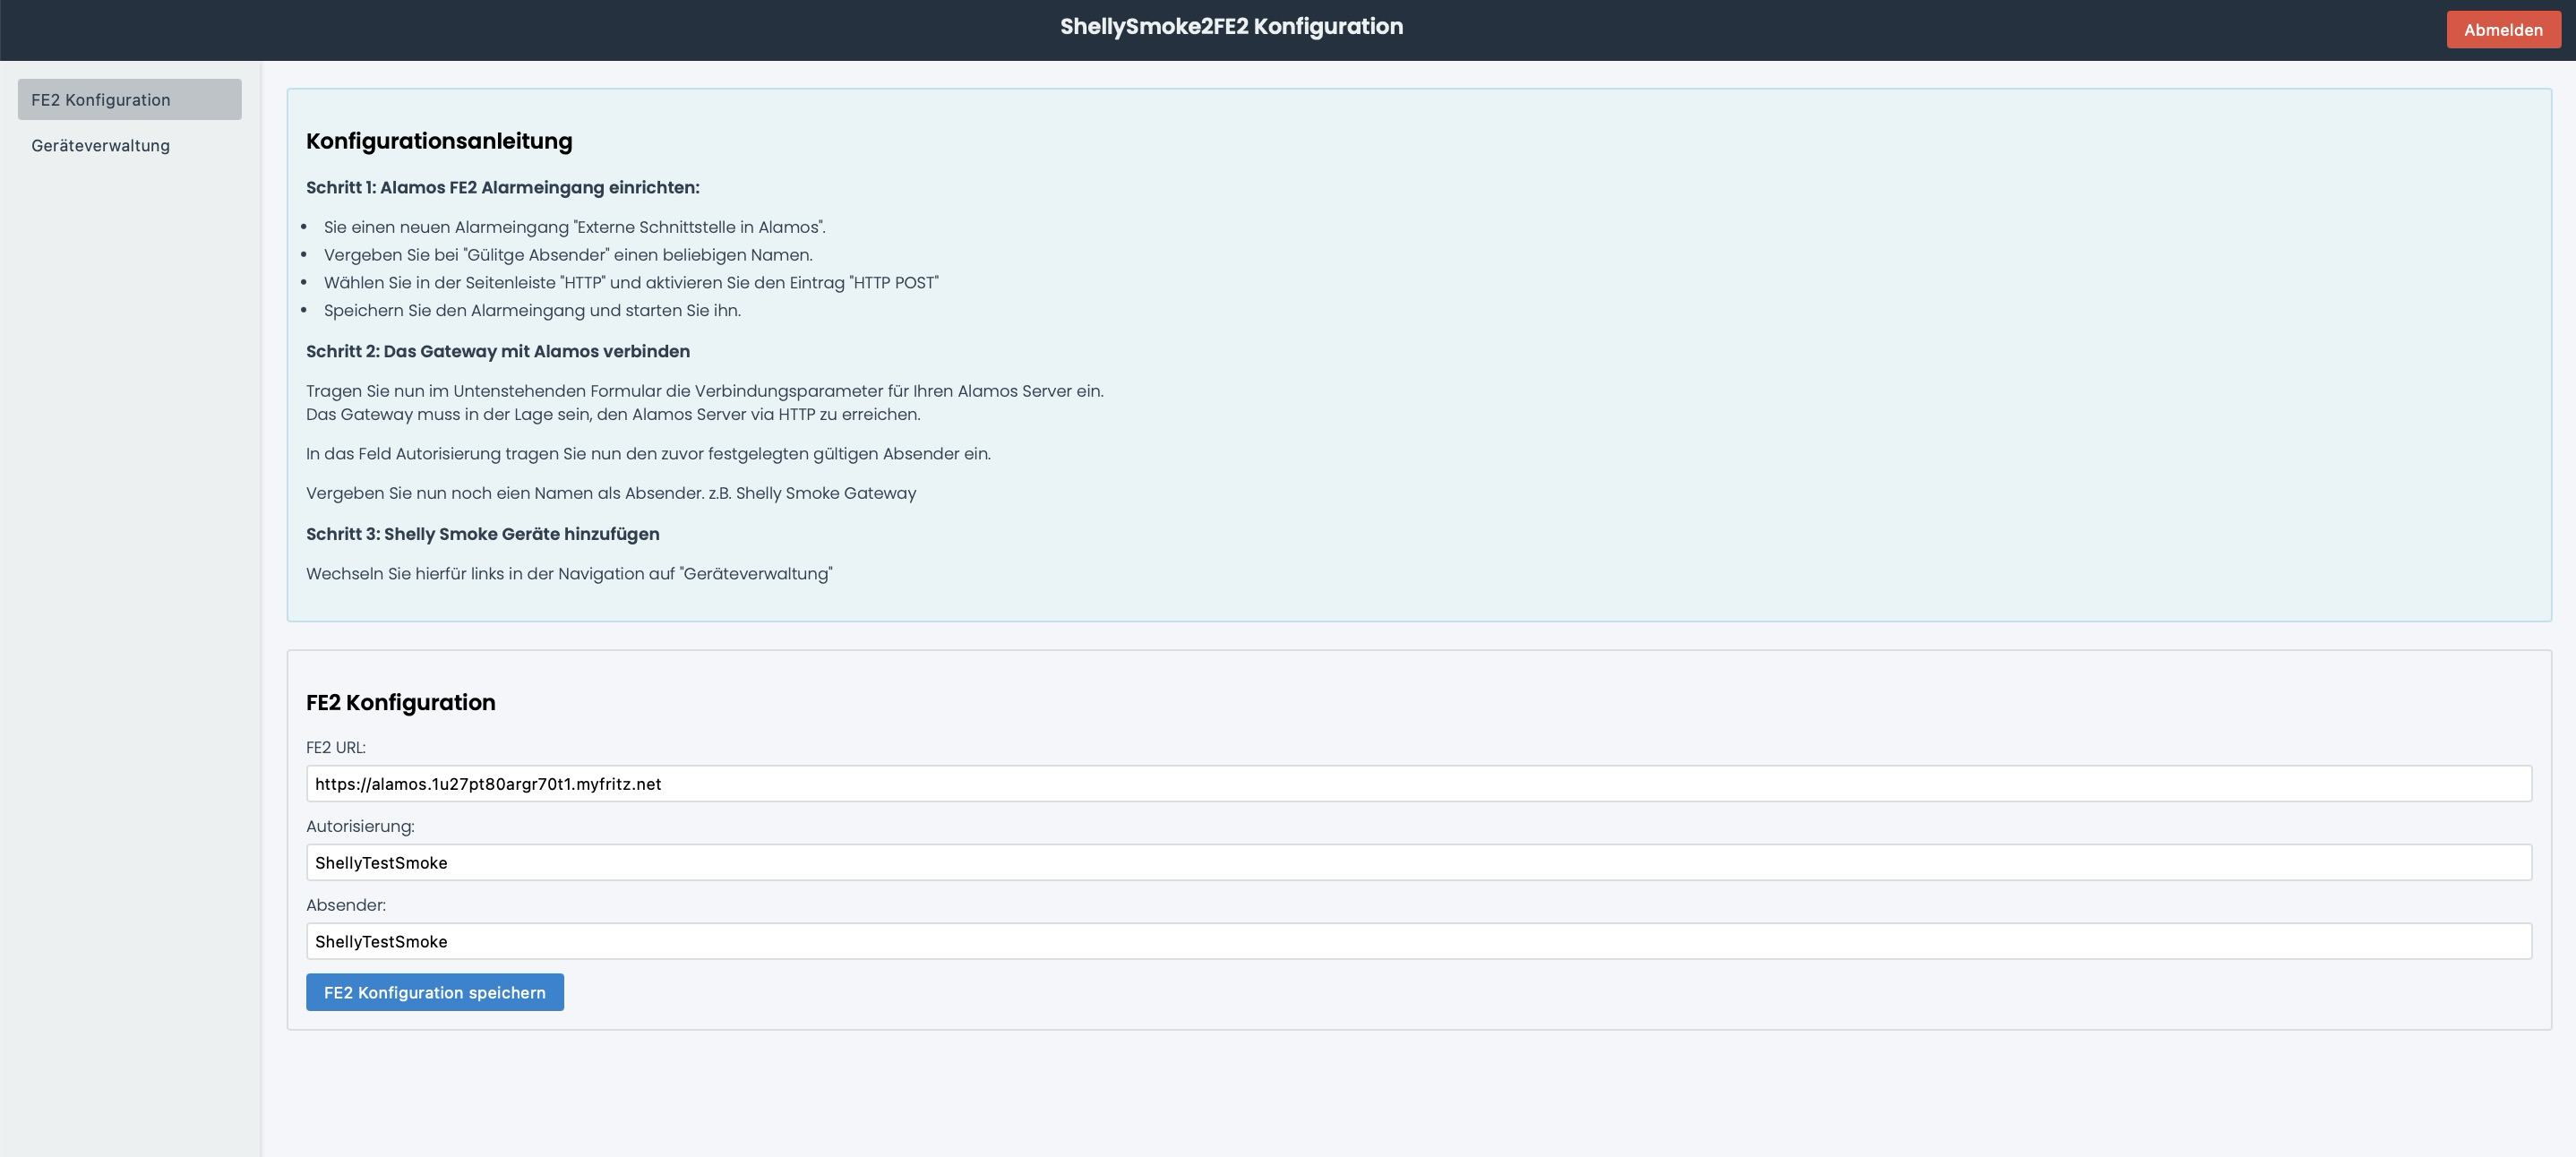 ShellySmoke2FE2 Konfiguration
Abmelden
FE2 Konfiguration
Geräteverwaltung
Konfigurationsanleitung
Schritt 1: Alamos FE2 Alarmeingang einrichten:
• Sie einen neuen Alarmeingang "Externe Schnittstelle in Alamos".
• Vergeben Sie bei "Gülitge Absender" einen beliebigen Namen.
• Wählen Sie in der Seitenleiste "HTTP" und aktivieren Sie den Eintrag "HTTP POST"
• Speichern Sie den Alarmeingang und starten Sie ihn.
Schritt 2: Das Gateway mit Alamos verbinden
Tragen Sie nun im Untenstehenden Formular die Verbindungsparameter für Ihren Alamos Server ein.
Das Gateway muss in der Lage sein, den Alamos Server via HTTP zu erreichen.
In das Feld Autorisierung tragen Sie nun den zuvor festgelegten gültigen Absender ein.
Vergeben Sie nun noch eien Namen als Absender. z.B. Shelly Smoke Gateway
Schritt 3: Shelly Smoke Geräte hinzufügen
Wechseln Sie hierfür links in der Navigation auf "Geräteverwaltung"
FE2 Konfiguration
FE2 URL:
https://alamos.1u27pt80argr70t1.myfritz.net
Autorisierung:
ShellyTestSmoke
Absender:
ShellyTestSmoke
FE2 Konfiguration speichern